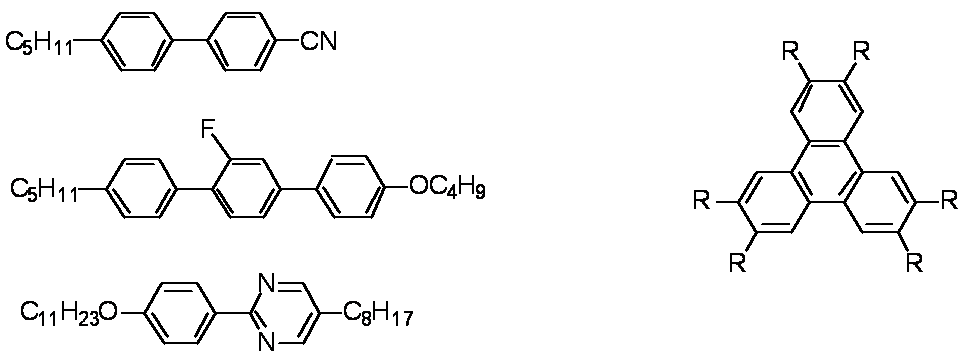 C5H11 CN
R R
F
C5H11 OC4H9
R R
R R
C11H23O N N C8H17